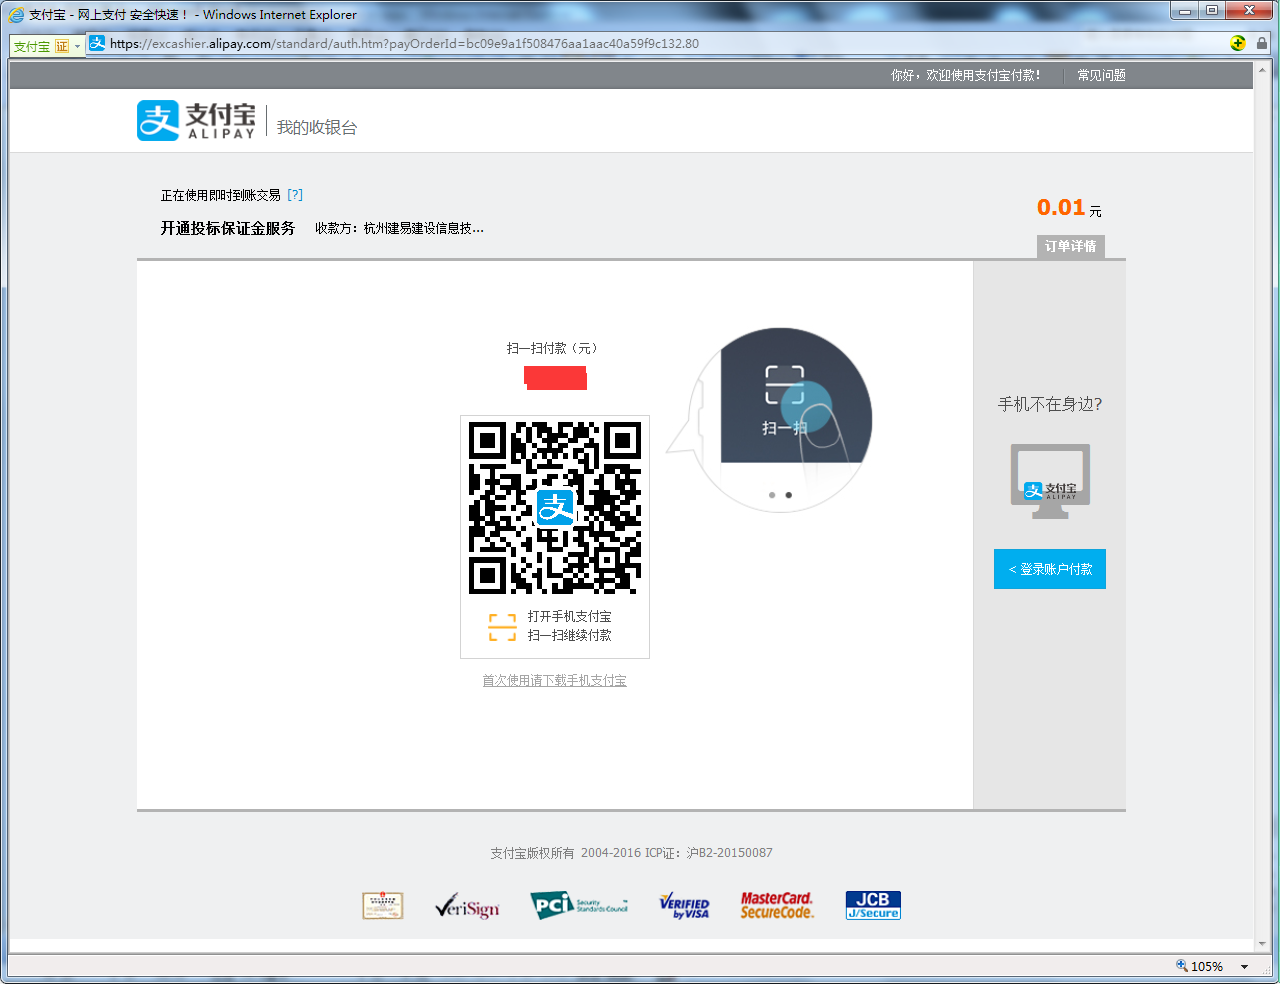 支付宝 - 网上支付 安全快速！ - Windows Internet Explorer
支付宝 证 https://excashier.alipay.com/standard/auth.htm?payOrderId=bc09e9a1f508476aa1aac40a59f9c132.80
你好，欢迎使用支付宝付款！ 常见问题
支 支付宝 ALIPAY 我的收银台
正在使用即时到账交易 [?]
0.01 元
开通投标保证金服务 收款方：杭州建易建设信息技...
订单详情
扫一扫付款（元）
扫一扫
手机不在身边?
支 支付宝
ALIPAY
支
< 登录账户付款
打开手机支付宝
扫一扫继续付款
首次使用请下载手机支付宝
支付宝版权所有 2004-2016 ICP证：沪B2-20150087
VeriSign
PCI Security Standards Council
VERIFIED by VISA
MasterCard. SecureCode.
JCB J/Secure
105%